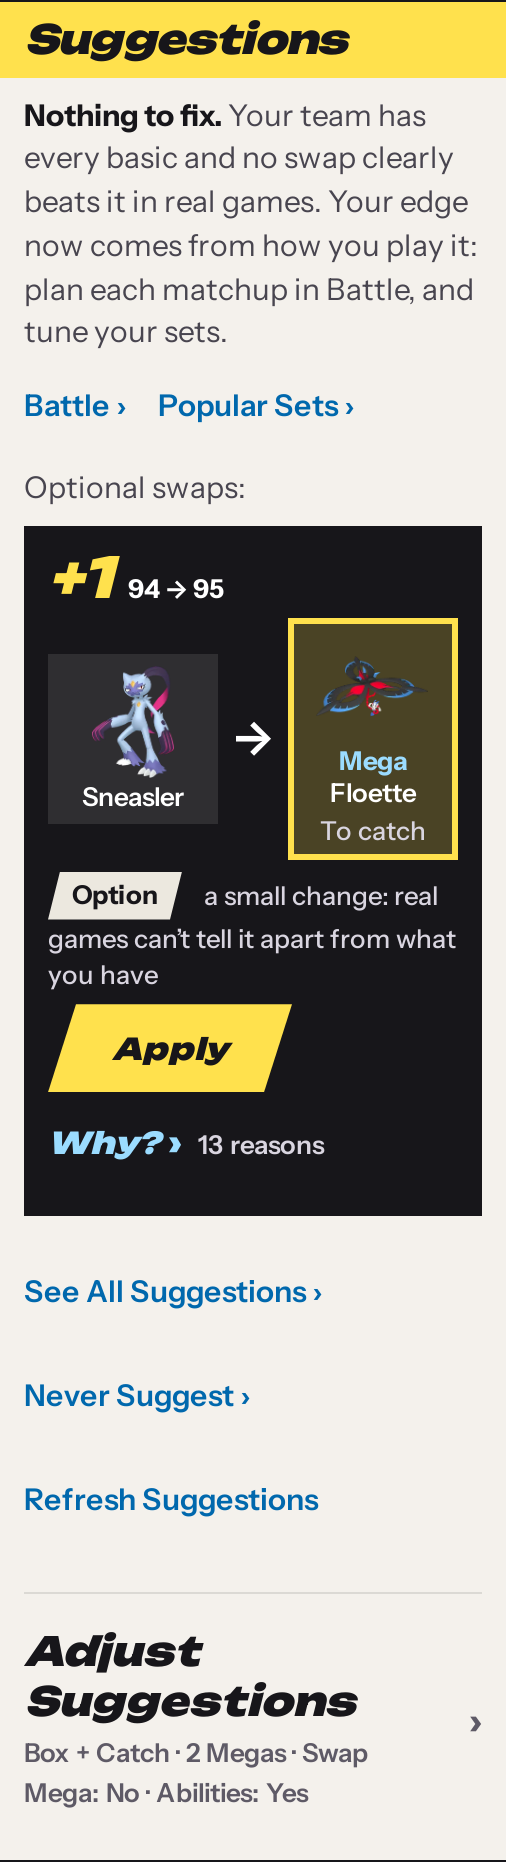 Suggestions
Nothing to fix. Your team has
every basic and no swap clearly
beats it in real games. Your edge
now comes from how you play it:
plan each matchup in Battle, and
tune your sets.
Battle › Popular Sets ›
Optional swaps:
+1 94 → 95
Sneasler
→
Mega
Floette
To catch
Option a small change: real
games can’t tell it apart from what
you have
Apply
Why? › 13 reasons
See All Suggestions ›
Never Suggest ›
Refresh Suggestions
Adjust
Suggestions
›
Box + Catch · 2 Megas · Swap
Mega: No · Abilities: Yes